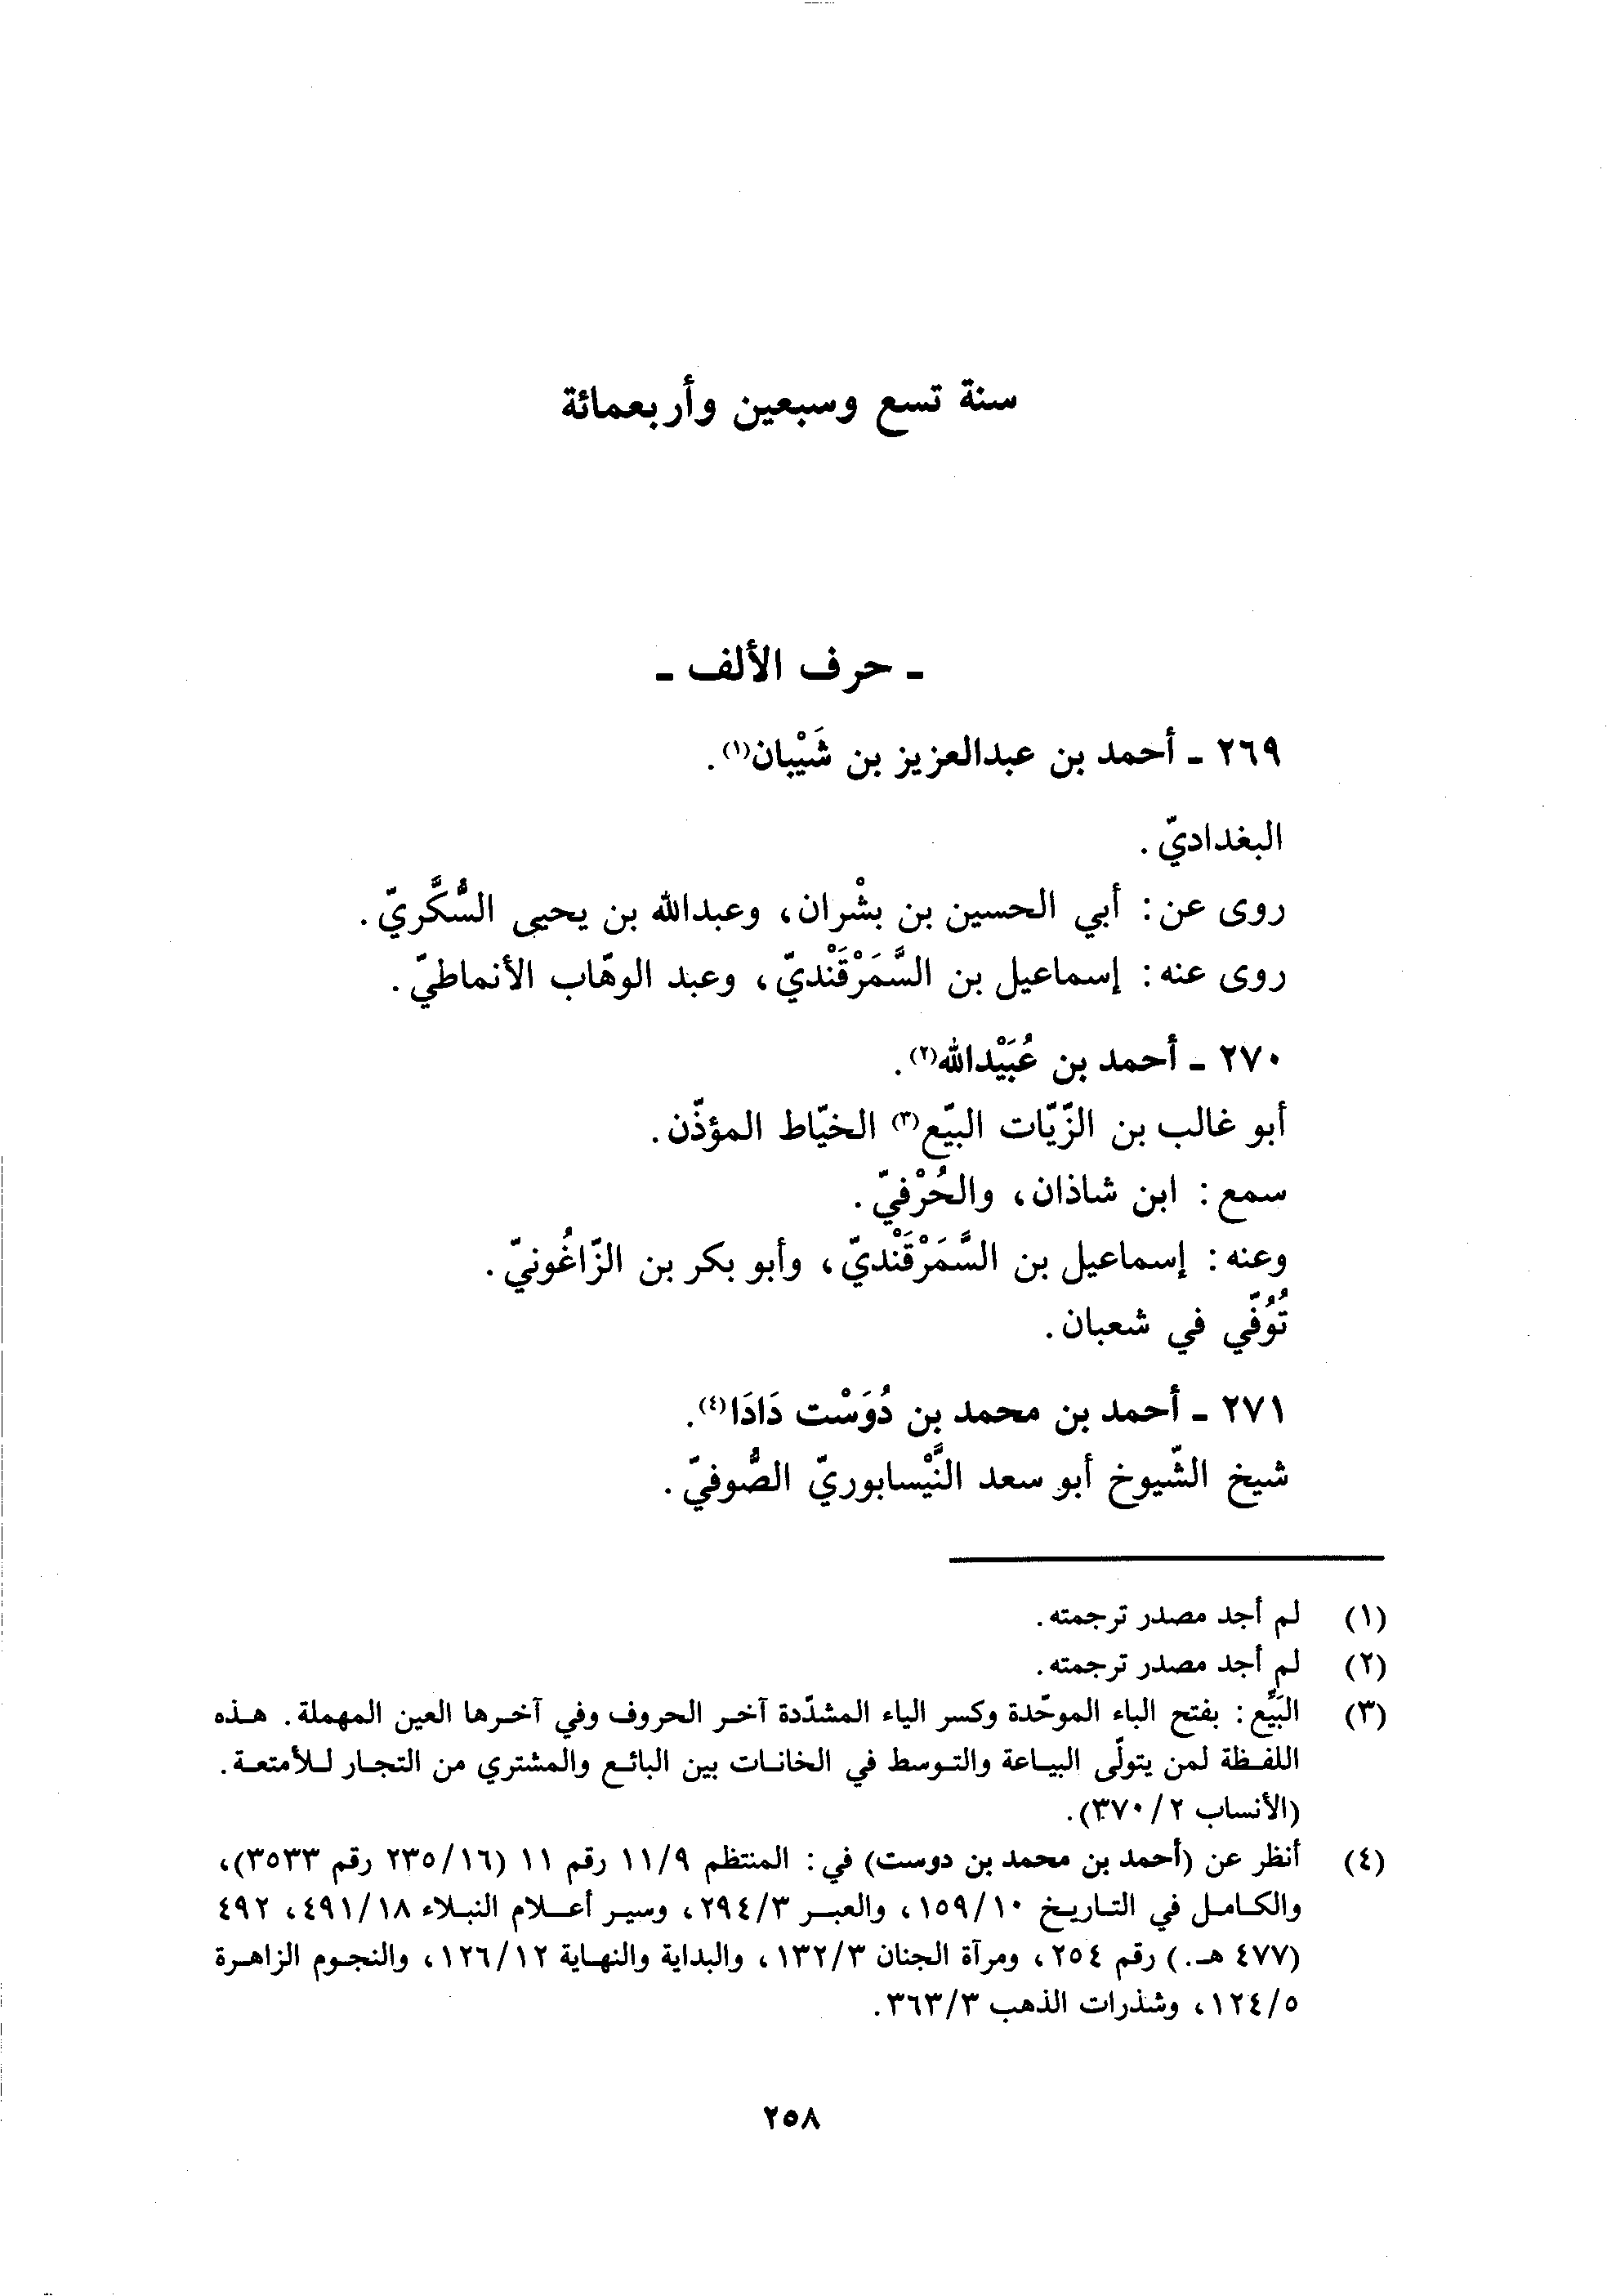 سنة تسع وسبعين وأربعمائة
ـ حرف الألف ـ
٢٦٩ ـ أحمد بن عبدالعزيز بن شَيْبان(١).
البغداديّ.
روى عن: أبي الحسين بن بشْران، وعبدالله بن يحيى السُّكَّريّ.
روى عنه: إسماعيل بن السَّمَرْقَنْديّ، وعبد الوهّاب الأنماطيّ.
٢٧٠ ـ أحمد بن عُبَيْدالله(٢).
أبو غالب بن الزّيّات البيّع(٣) الخيّاط المؤذّن.
سمع: ابن شاذان، والحُرْفيّ.
وعنه: إسماعيل بن السَّمَرْقَنْديّ، وأبو بكر بن الزّاغُونيّ.
تُوُفّي في شعبان.
٢٧١ ـ أحمد بن محمد بن دُوَسْت دَادَا(٤).
شيخ الشّيوخ أبو سعد النَّيْسابوريّ الصُّوفيّ.
(١) لم أجد مصدر ترجمته.
(٢) لم أجد مصدر ترجمته.
(٣) البَيِّع: بفتح الباء الموحّدة وكسر الياء المشدّدة آخر الحروف وفي آخرها العين المهملة. هذه
اللفظة لمن يتولّى البياعة والتوسط في الخانات بين البائع والمشتري من التجار للأمتعة.
(الأنساب ٢/ ٣٧٠).
(٤) أنظر عن (أحمد بن محمد بن دوست) في: المنتظم ١١/٩ رقم ١١ (٢٣٥/١٦ رقم ٣٥٣٣)،
والكامل في التاريخ ١٥٩/١٠، والعبر ٢٩٤/٣، وسير أعلام النبلاء ٤٩١/١٨، ٤٩٢
(٤٧٧ هـ.) رقم ٢٥٤، ومرآة الجنان ١٣٢/٣، والبداية والنهاية ١٢٦/١٢، والنجوم الزاهرة
١٢٤/٥، وشذرات الذهب ٣٦٣/٣.
٢٥٨